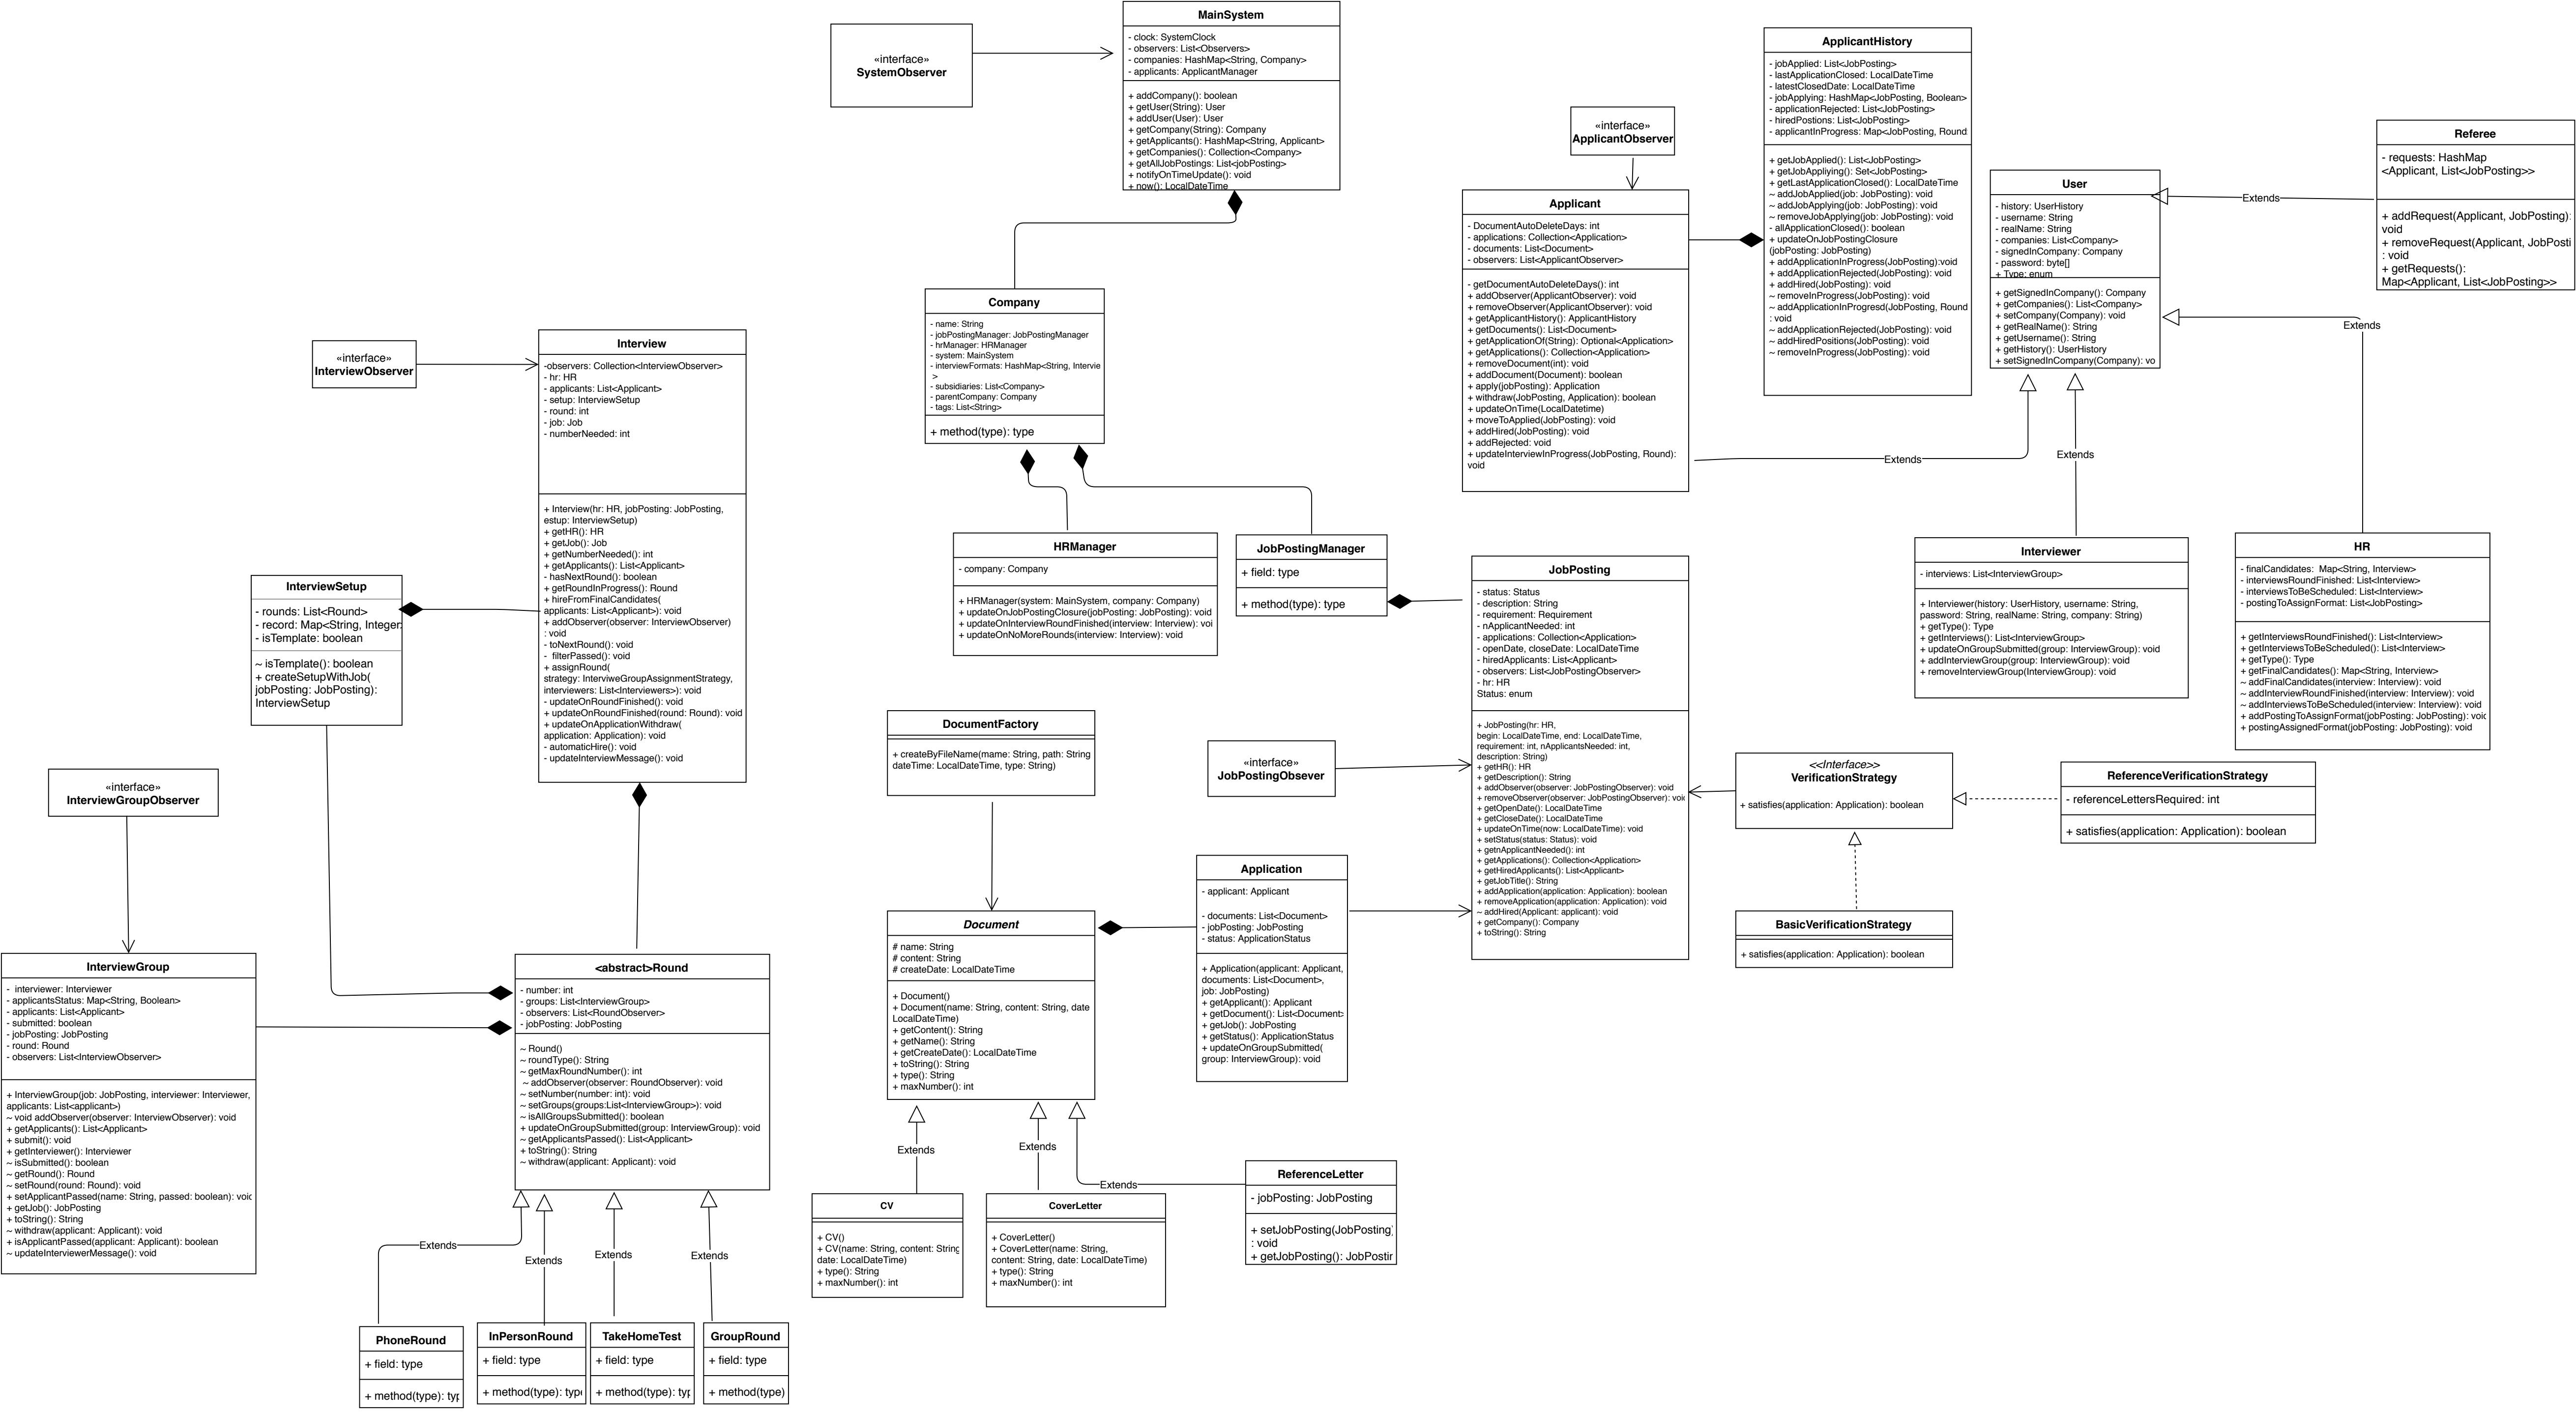 MainSystem
- clock: SystemClock
- observers: List<Observers>
- companies: HashMap<String, Company>
- applicants: ApplicantManager
+ addCompany(): boolean
+ getUser(String): User
+ addUser(User): User
+ getCompany(String): Company
+ getApplicants(): HashMap<String, Applicant>
+ getCompanies(): Collection<Company>
+ getAllJobPostings: List<jobPosting>
+ notifyOnTimeUpdate(): void
+ now(): LocalDateTime
«interface»
SystemObserver
ApplicantHistory
- jobApplied: List<JobPosting>
- lastApplicationClosed: LocalDateTime
- latestClosedDate: LocalDateTime
- jobApplying: HashMap<JobPosting, Boolean>
- applicationRejected: List<JobPosting>
- hiredPostions: List<JobPosting>
- applicantInProgress: Map<JobPosting, Round
+ getJobApplied(): List<JobPosting>
+ getJobAppliying(): Set<JobPosting>
+ getLastApplicationClosed(): LocalDateTime
~ addJobApplied(job: JobPosting): void
~ addJobApplying(job: JobPosting): void
~ removeJobApplying(job: JobPosting): void
- allApplicationClosed(): boolean
+ updateOnJobPostingClosure
(jobPosting: JobPosting)
+ addApplicationInProgress(JobPosting):void
+ addApplicationRejected(JobPosting): void
+ addHired(JobPosting): void
~ removeInProgress(JobPosting): void
~ addApplicationInProgresd(JobPosting, Round
: void
~ addApplicationRejected(JobPosting): void
~ addHiredPositions(JobPosting): void
~ removeInProgress(JobPosting): void
«interface»
ApplicantObserver
Applicant
- DocumentAutoDeleteDays: int
- applications: Collection<Application>
- documents: List<Document>
- observers: List<ApplicantObserver>
- getDocumentAutoDeleteDays(): int
+ addObserver(ApplicantObserver): void
+ removeObserver(ApplicantObserver): void
+ getApplicantHistory(): ApplicantHistory
+ getDocuments(): List<Document>
+ getApplicationOf(String): Optional<Application>
+ getApplications(): Collection<Application>
+ removeDocument(int): void
+ addDocument(Document): boolean
+ apply(jobPosting): Application
+ withdraw(JobPosting, Application): boolean
+ updateOnTime(LocalDatetime)
+ moveToApplied(JobPosting): void
+ addHired(JobPosting): void
+ addRejected: void
+ updateInterviewInProgress(JobPosting, Round):
void
User
- history: UserHistory
- username: String
- realName: String
- companies: List<Company>
- signedInCompany: Company
- password: byte[]
+ Type: enum
+ getSignedInCompany(): Company
+ getCompanies(): List<Company>
+ setCompany(Company): void
+ getRealName(): String
+ getUsername(): String
+ getHistory(): UserHistory
+ setSignedInCompany(Company): vo
Referee
- requests: HashMap
<Applicant, List<JobPosting>>
+ addRequest(Applicant, JobPosting):
void
+ removeRequest(Applicant, JobPosti
: void
+ getRequests():
Map<Applicant, List<JobPosting>>
Extends
Extends
Extends
Extends
Company
- name: String
- jobPostingManager: JobPostingManager
- hrManager: HRManager
- system: MainSystem
- interviewFormats: HashMap<String, Intervie
>
- subsidiaries: List<Company>
- parentCompany: Company
- tags: List<String>
+ method(type): type
«interface»
InterviewObserver
Interview
-observers: Collection<InterviewObserver>
- hr: HR
- applicants: List<Applicant>
- setup: InterviewSetup
- round: int
- job: Job
- numberNeeded: int
+ Interview(hr: HR, jobPosting: JobPosting,
estup: InterviewSetup)
+ getHR(): HR
+ getJob(): Job
+ getNumberNeeded(): int
+ getApplicants(): List<Applicant>
- hasNextRound(): boolean
+ getRoundInProgress(): Round
+ hireFromFinalCandidates(
applicants: List<Applicant>): void
+ addObserver(observer: InterviewObserver)
: void
- toNextRound(): void
- filterPassed(): void
+ assignRound(
strategy: InterviweGroupAssignmentStrategy,
interviewers: List<Interviewers>): void
- updateOnRoundFinished(): void
+ updateOnRoundFinished(round: Round): void
+ updateOnApplicationWithdraw(
application: Application): void
- automaticHire(): void
- updateInterviewMessage(): void
InterviewSetup
- rounds: List<Round>
- record: Map<String, Integer>
- isTemplate: boolean
~ isTemplate(): boolean
+ createSetupWithJob(
jobPosting: JobPosting):
InterviewSetup
HRManager
- company: Company
+ HRManager(system: MainSystem, company: Company)
+ updateOnJobPostingClosure(jobPosting: JobPosting): void
+ updateOnInterviewRoundFinished(interview: Interview): voi
+ updateOnNoMoreRounds(interview: Interview): void
JobPostingManager
+ field: type
+ method(type): type
JobPosting
- status: Status
- description: String
- requirement: Requirement
- nApplicantNeeded: int
- applications: Collection<Application>
- openDate, closeDate: LocalDateTime
- hiredApplicants: List<Applicant>
- observers: List<JobPostingObserver>
- hr: HR
Status: enum
+ JobPosting(hr: HR,
begin: LocalDateTime, end: LocalDateTime,
requirement: int, nApplicantsNeeded: int,
description: String)
+ getHR(): HR
+ getDescription(): String
+ addObserver(observer: JobPostingObserver): void
+ removeObserver(observer: JobPostingObserver): voi
+ getOpenDate(): LocalDateTime
+ getCloseDate(): LocalDateTime
+ updateOnTime(now: LocalDateTime): void
+ setStatus(status: Status): void
+ getnApplicantNeeded(): int
+ getApplications(): Collection<Application>
+ getHiredApplicants(): List<Applicant>
+ getJobTitle(): String
+ addApplication(application: Application): boolean
+ removeApplication(application: Application): void
~ addHired(Applicant: applicant): void
+ getCompany(): Company
+ toString(): String
Interviewer
- interviews: List<InterviewGroup>
+ Interviewer(history: UserHistory, username: String,
password: String, realName: String, company: String)
+ getType(): Type
+ getInterviews(): List<InterviewGroup>
+ updateOnGroupSubmitted(group: InterviewGroup): void
+ addInterviewGroup(group: InterviewGroup): void
+ removeInterviewGroup(InterviewGroup): void
HR
- finalCandidates: Map<String, Interview>
- interviewsRoundFinished: List<Interview>
- interviewsToBeScheduled: List<Interview>
- postingToAssignFormat: List<JobPosting>
+ getInterviewsRoundFinished(): List<Interview>
+ getInterviewsToBeScheduled(): List<Interview>
+ getType(): Type
+ getFinalCandidates(): Map<String, Interview>
~ addFinalCandidates(interview: Interview): void
~ addInterviewRoundFinished(interview: Interview): void
~ addInterviewsToBeScheduled(interview: Interview): void
+ addPostingToAssignFormat(jobPosting: JobPosting): void
+ postingAssignedFormat(jobPosting: JobPosting): void
DocumentFactory
+ createByFileName(mame: String, path: String
dateTime: LocalDateTime, type: String)
«interface»
JobPostingObsever
<<Interface>>
VerificationStrategy
+ satisfies(application: Application): boolean
ReferenceVerificationStrategy
- referenceLettersRequired: int
+ satisfies(application: Application): boolean
BasicVerificationStrategy
+ satisfies(application: Application): boolean
Application
- applicant: Applicant
- documents: List<Document>
- jobPosting: JobPosting
- status: ApplicationStatus
+ Application(applicant: Applicant,
documents: List<Document>,
job: JobPosting)
+ getApplicant(): Applicant
+ getDocument(): List<Document>
+ getJob(): JobPosting
+ getStatus(): ApplicationStatus
+ updateOnGroupSubmitted(
group: InterviewGroup): void
Document
# name: String
# content: String
# createDate: LocalDateTime
+ Document()
+ Document(name: String, content: String, date
LocalDateTime)
+ getContent(): String
+ getName(): String
+ getCreateDate(): LocalDateTime
+ toString(): String
+ type(): String
+ maxNumber(): int
«interface»
InterviewGroupObserver
InterviewGroup
- interviewer: Interviewer
- applicantsStatus: Map<String, Boolean>
- applicants: List<Applicant>
- submitted: boolean
- jobPosting: JobPosting
- round: Round
- observers: List<InterviewObserver>
+ InterviewGroup(job: JobPosting, interviewer: Interviewer,
applicants: List<applicant>)
~ void addObserver(observer: InterviewObserver): void
+ getApplicants(): List<Applicant>
+ submit(): void
+ getInterviewer(): Interviewer
~ isSubmitted(): boolean
~ getRound(): Round
~ setRound(round: Round): void
+ setApplicantPassed(name: String, passed: boolean): void
+ getJob(): JobPosting
+ toString(): String
~ withdraw(applicant: Applicant): void
+ isApplicantPassed(applicant: Applicant): boolean
~ updateInterviewerMessage(): void
<abstract>Round
- number: int
- groups: List<InterviewGroup>
- observers: List<RoundObserver>
- jobPosting: JobPosting
~ Round()
~ roundType(): String
~ getMaxRoundNumber(): int
~ addObserver(observer: RoundObserver): void
~ setNumber(number: int): void
~ setGroups(groups:List<InterviewGroup>): void
~ isAllGroupsSubmitted(): boolean
+ updateOnGroupSubmitted(group: InterviewGroup): void
~ getApplicantsPassed(): List<Applicant>
+ toString(): String
~ withdraw(applicant: Applicant): void
Extends
Extends
Extends
Extends
Extends
Extends
Extends
CV
+ CV()
+ CV(name: String, content: String
date: LocalDateTime)
+ type(): String
+ maxNumber(): int
CoverLetter
+ CoverLetter()
+ CoverLetter(name: String,
content: String, date: LocalDateTime)
+ type(): String
+ maxNumber(): int
ReferenceLetter
- jobPosting: JobPosting
+ setJobPosting(JobPosting)
: void
+ getJobPosting(): JobPostin
PhoneRound
+ field: type
+ method(type): typ
InPersonRound
+ field: type
+ method(type): type
TakeHomeTest
+ field: type
+ method(type): typ
GroupRound
+ field: type
+ method(type)